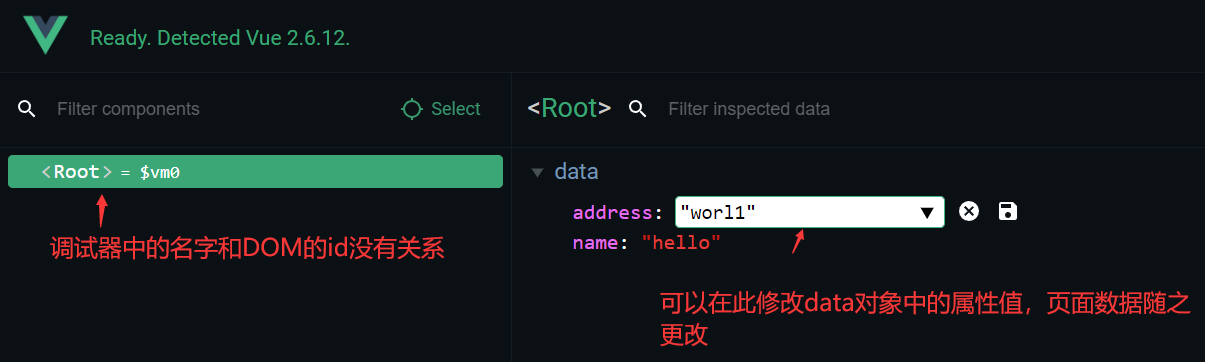 Ready. Detected Vue 2.6.12.
Filter components
Select
<Root>
Filter inspected data
<Root> = $vm0
data
address: "worl1"
name: "hello"
调试器中的名字和DOM的id没有关系
可以在此修改data对象中的属性值，页面数据随之
更改